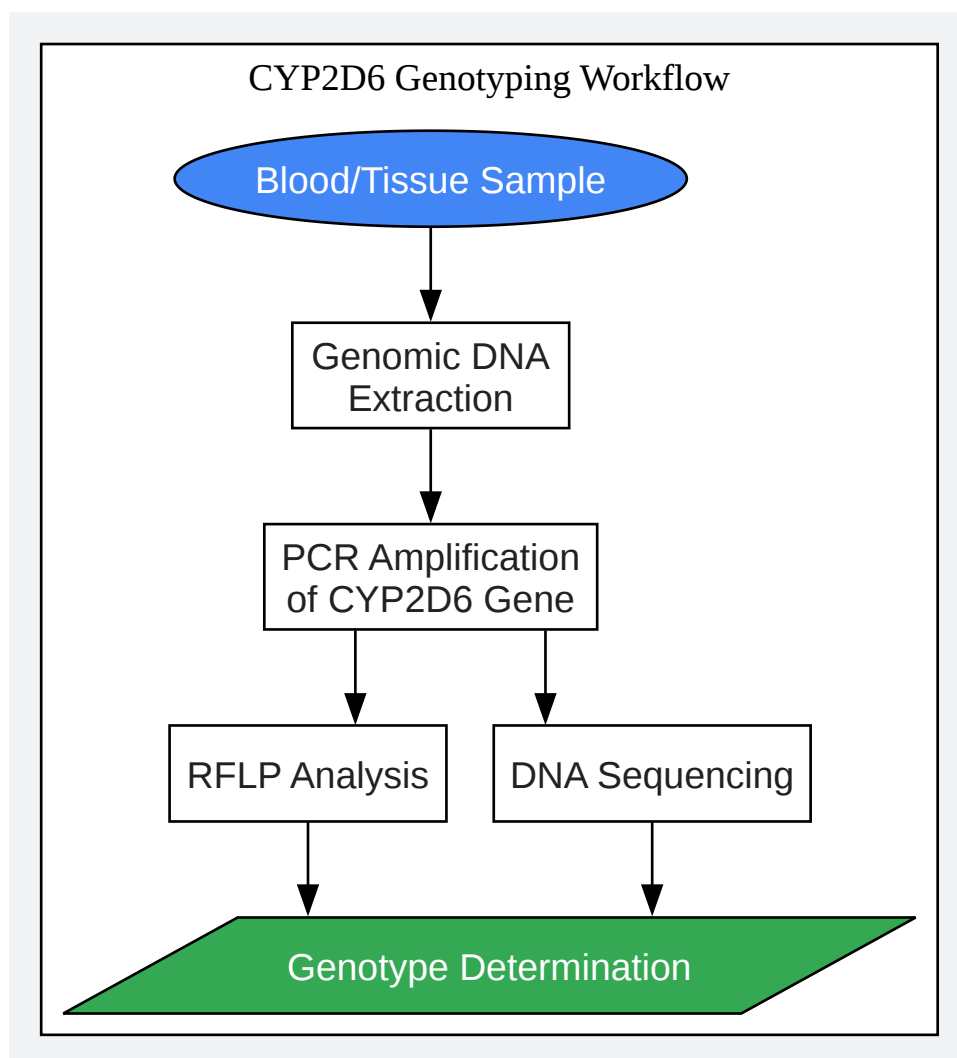 CYP2D6 Genotyping Workflow
Blood/Tissue Sample
Genomic DNA
Extraction
PCR Amplification
of CYP2D6 Gene
RFLP Analysis
DNA Sequencing
Genotype Determination